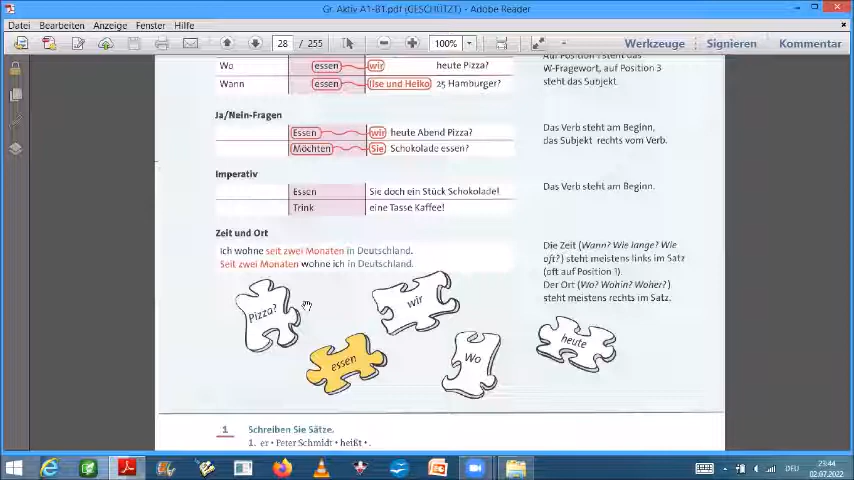 Gr. Aktiv A1-B1.pdf (GESCHÜTZT) - Adobe Reader
Datei Bearbeiten Anzeige Fenster Hilfe
28 / 255
100%
Werkzeuge Signieren Kommentar
Wo essen wir heute Pizza?
Wann essen Ilse und Heiko 25 Hamburger?
Auf Position 1 steht das
W-Fragewort, auf Position 3
steht das Subjekt.
Ja/Nein-Fragen
Essen wir heute Abend Pizza?
Möchten Sie Schokolade essen?
Das Verb steht am Beginn,
das Subjekt rechts vom Verb.
Imperativ
Essen Sie doch ein Stück Schokolade!
Trink eine Tasse Kaffee!
Das Verb steht am Beginn.
Zeit und Ort
Ich wohne seit zwei Monaten in Deutschland.
Seit zwei Monaten wohne ich in Deutschland.
Die Zeit (Wann? Wie lange? Wie
oft?) steht meistens links im Satz
(oft auf Position 1).
Der Ort (Wo? Wohin? Woher?)
steht meistens rechts im Satz.
Pizza?
wir
essen
Wo
heute
1 Schreiben Sie Sätze.
1. er • Peter Schmidt • heißt • .
DEU
23:44
02.07.2022